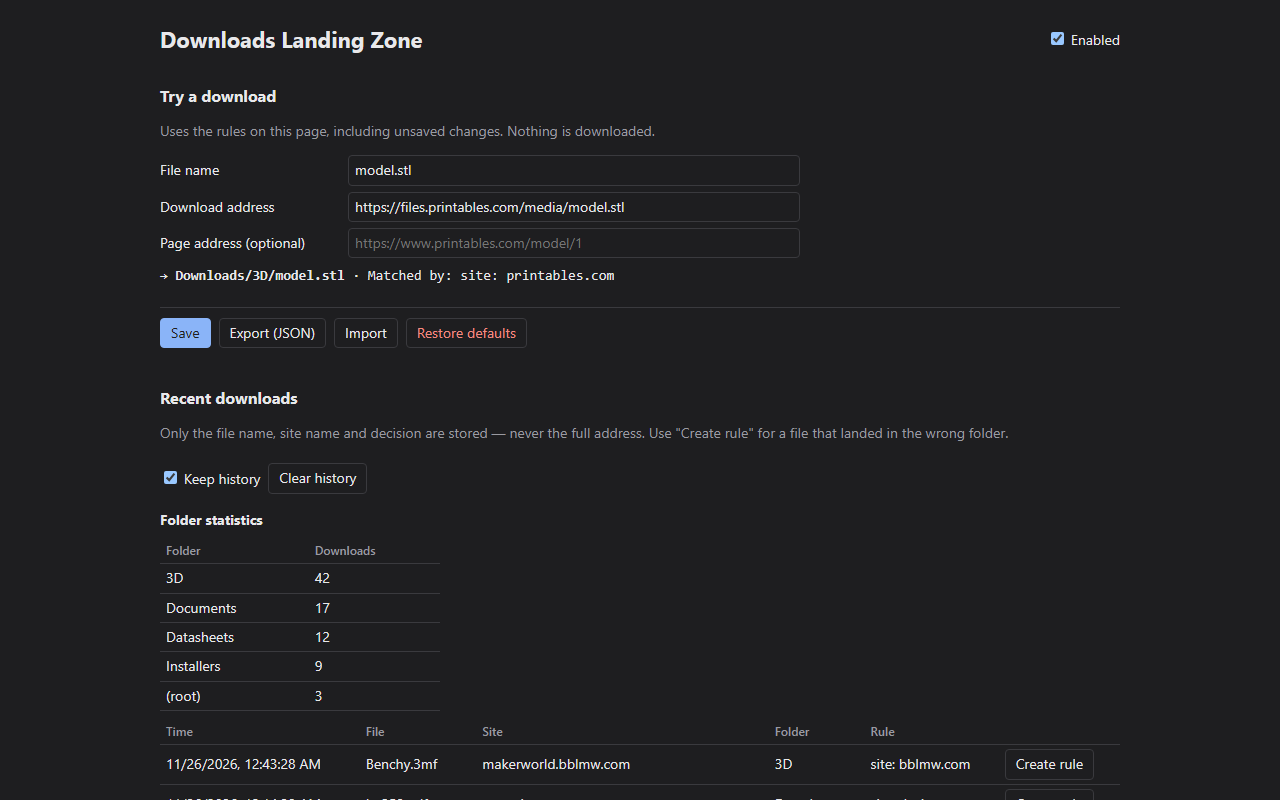 Downloads Landing Zone
Enabled
Try a download
Uses the rules on this page, including unsaved changes. Nothing is downloaded.
File name model.stl
Download address https://files.printables.com/media/model.stl
Page address (optional) https://www.printables.com/model/1
→ Downloads/3D/model.stl · Matched by: site: printables.com
Save Export (JSON) Import Restore defaults
Recent downloads
Only the file name, site name and decision are stored — never the full address. Use "Create rule" for a file that landed in the wrong folder.
Keep history Clear history
Folder statistics
Folder Downloads
3D 42
Documents 17
Datasheets 12
Installers 9
(root) 3
Time File Site Folder Rule
11/26/2026, 12:43:28 AM Benchy.3mf makerworld.bblmw.com 3D site: bblmw.com Create rule